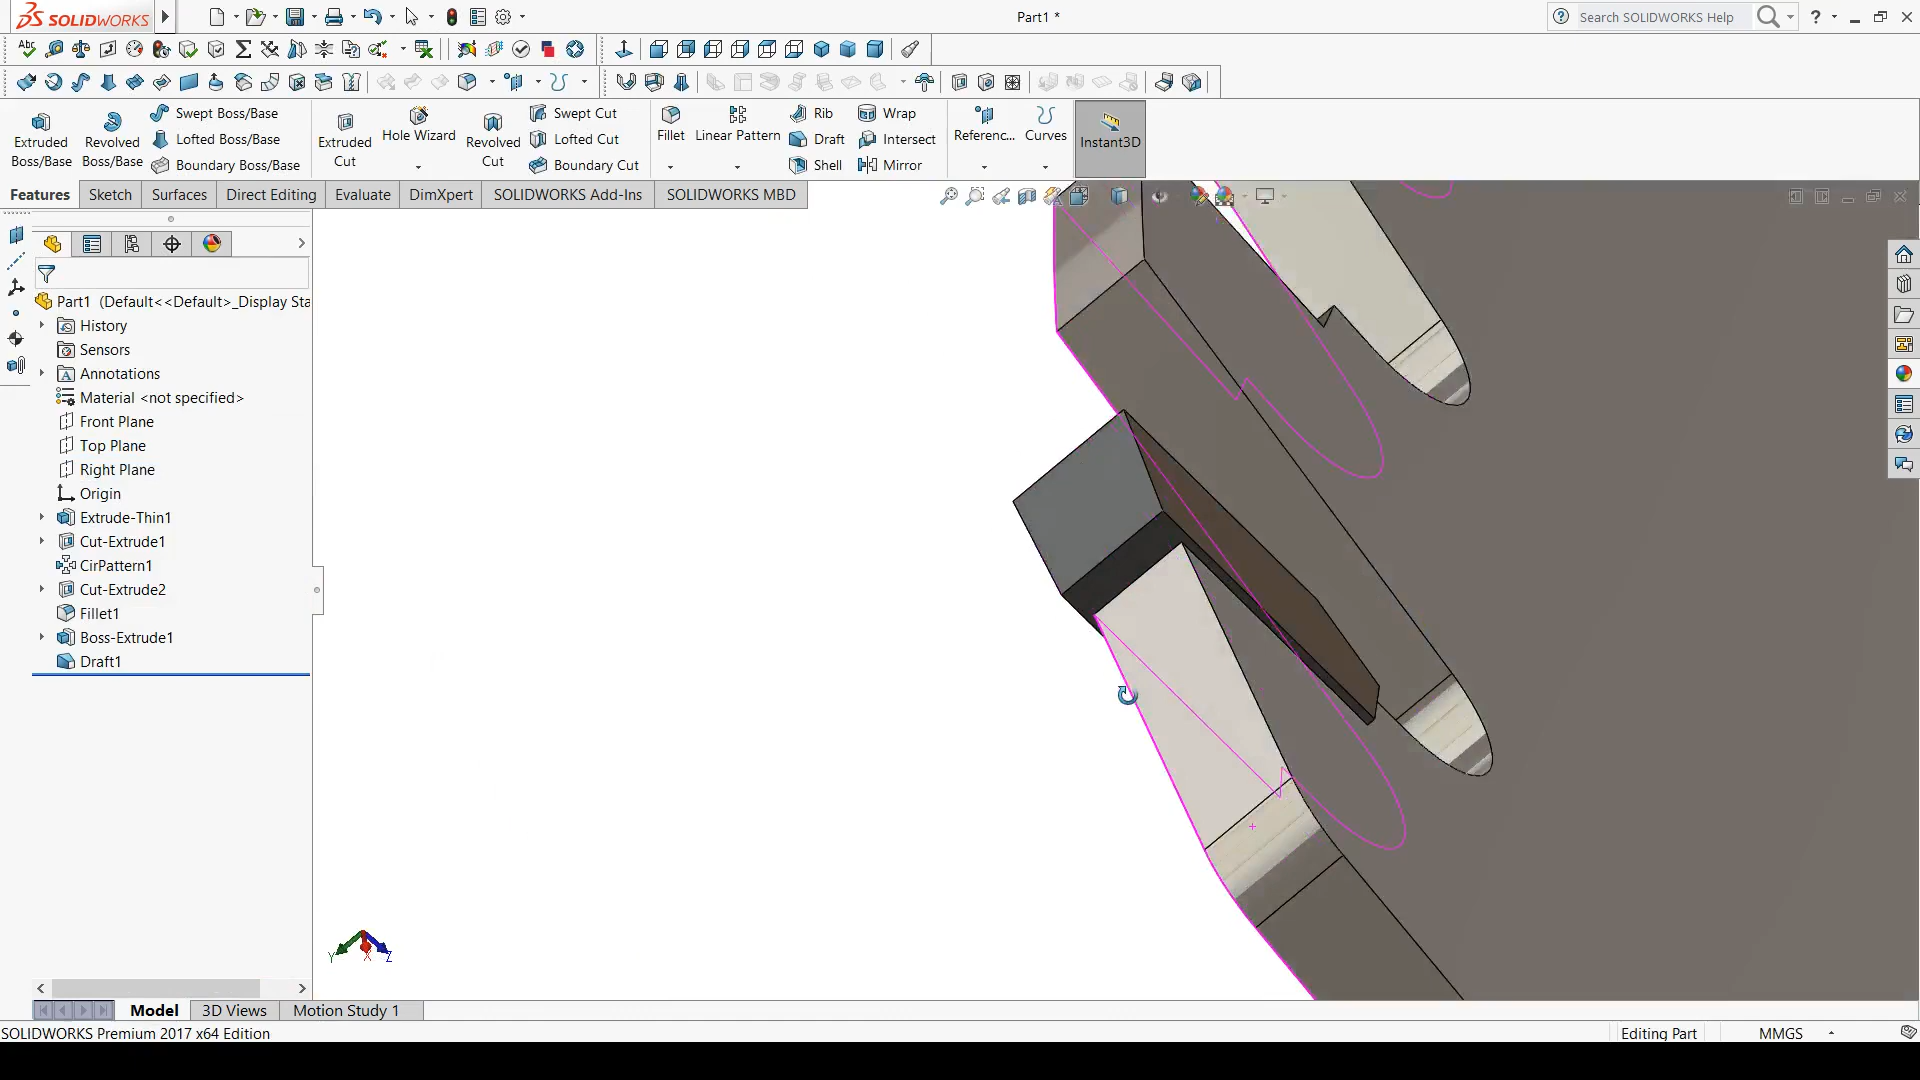 SOLIDWORKS
Part1 *
Search SOLIDWORKS Help
Extruded Boss/Base
Revolved Boss/Base
Swept Boss/Base
Lofted Boss/Base
Boundary Boss/Base
Extruded Cut
Hole Wizard
Revolved Cut
Swept Cut
Lofted Cut
Boundary Cut
Fillet
Linear Pattern
Rib
Draft
Shell
Wrap
Intersect
Mirror
Referenc...
Curves
Instant3D
Features
Sketch
Surfaces
Direct Editing
Evaluate
DimXpert
SOLIDWORKS Add-Ins
SOLIDWORKS MBD
Part1 (Default<<Default>_Display Sta
History
Sensors
Annotations
Material <not specified>
Front Plane
Top Plane
Right Plane
Origin
Extrude-Thin1
Cut-Extrude1
CirPattern1
Cut-Extrude2
Fillet1
Boss-Extrude1
Draft1
Y X Z
Model
3D Views
Motion Study 1
SOLIDWORKS Premium 2017 x64 Edition
Editing Part
MMGS